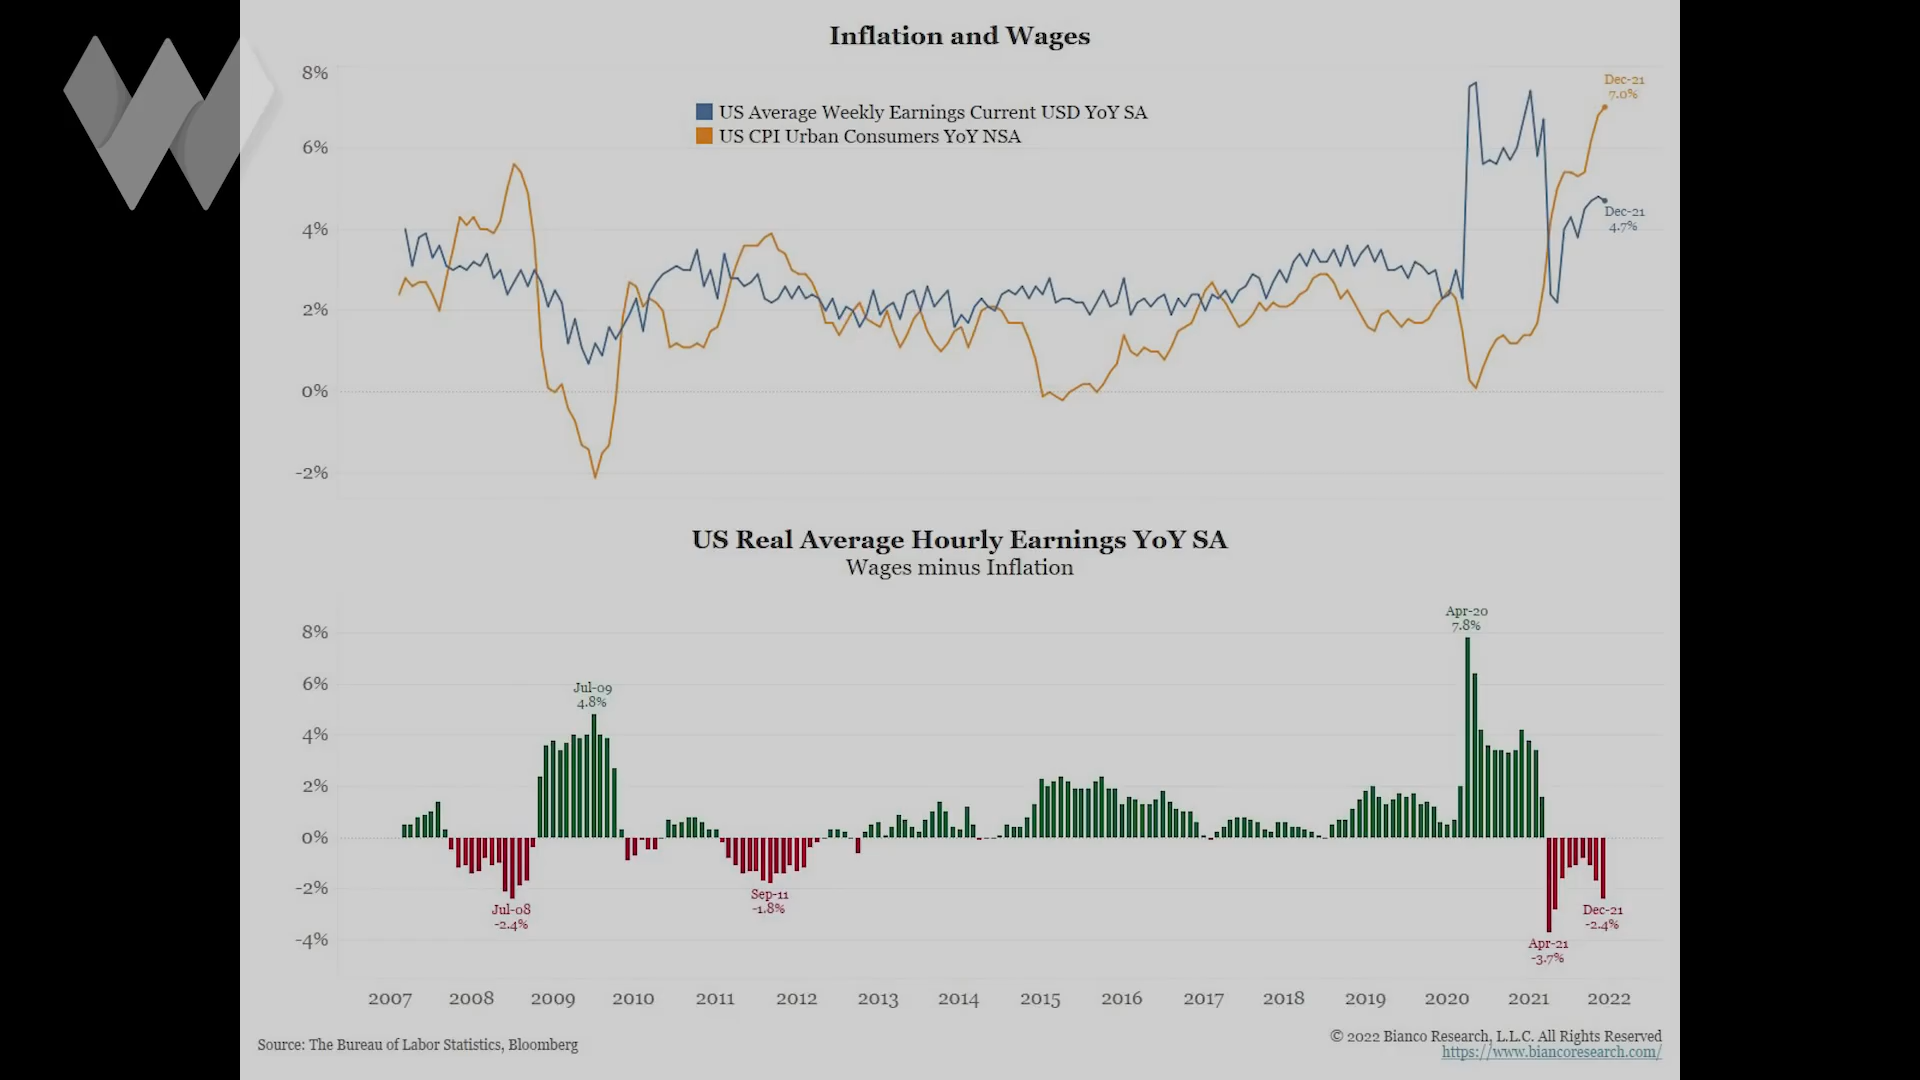 Inflation and Wages
8%
6%
4%
2%
0%
-2%
US Average Weekly Earnings Current USD YoY SA
US CPI Urban Consumers YoY NSA
Dec-21
7.0%
Dec-21
4.7%
US Real Average Hourly Earnings YoY SA
Wages minus Inflation
8%
6%
4%
2%
0%
-2%
-4%
Jul-08
-2.4%
Jul-09
4.8%
Sep-11
-1.8%
Apr-20
7.8%
Apr-21
-3.7%
Dec-21
-2.4%
2007 2008 2009 2010 2011 2012 2013 2014 2015 2016 2017 2018 2019 2020 2021 2022
Source: The Bureau of Labor Statistics, Bloomberg
© 2022 Bianco Research, L.L.C. All Rights Reserved
https://www.biancoresearch.com/